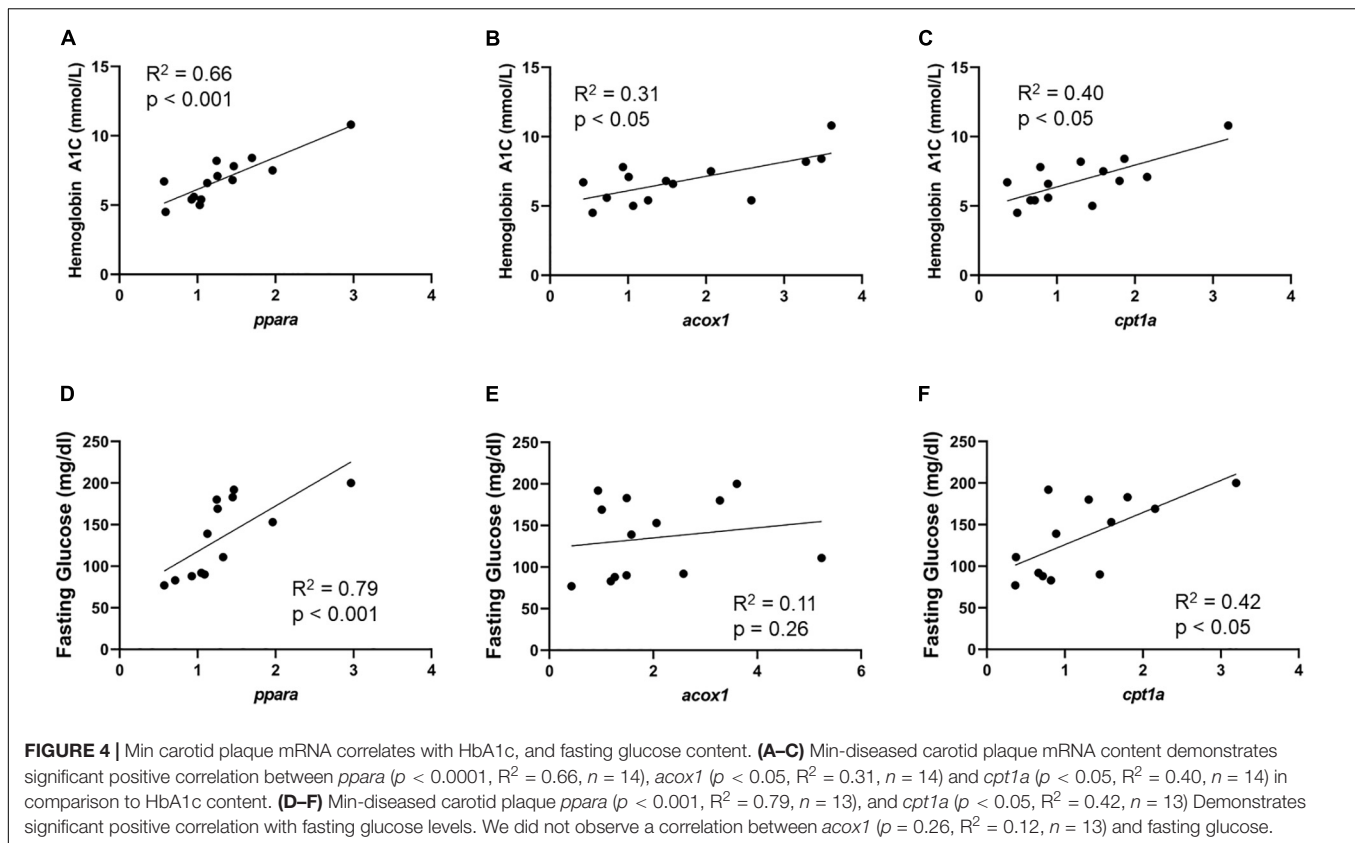 A
R² = 0.66
p < 0.001
Hemoglobin A1C (mmol/L)
15
10
5
0
0 1 2 3 4
ppara
B
R² = 0.31
p < 0.05
Hemoglobin A1C (mmol/L)
15
10
5
0
0 1 2 3 4
acox1
C
R² = 0.40
p < 0.05
Hemoglobin A1C (mmol/L)
15
10
5
0
0 1 2 3 4
cpt1a
D
Fasting Glucose (mg/dl)
250
200
150
100
50
0
R² = 0.79
p < 0.001
0 1 2 3 4
ppara
E
Fasting Glucose (mg/dl)
250
200
150
100
50
0
R² = 0.11
p = 0.26
0 2 4 6
acox1
F
Fasting Glucose (mg/dl)
250
200
150
100
50
0
R² = 0.42
p < 0.05
0 1 2 3 4
cpt1a
FIGURE 4 | Min carotid plaque mRNA correlates with HbA1c, and fasting glucose content. (A–C) Min-diseased carotid plaque mRNA content demonstrates
significant positive correlation between ppara (p < 0.0001, R² = 0.66, n = 14), acox1 (p < 0.05, R² = 0.31, n = 14) and cpt1a (p < 0.05, R² = 0.40, n = 14) in
comparison to HbA1c content. (D–F) Min-diseased carotid plaque ppara (p < 0.001, R² = 0.79, n = 13), and cpt1a (p < 0.05, R² = 0.42, n = 13) Demonstrates
significant positive correlation with fasting glucose levels. We did not observe a correlation between acox1 (p = 0.26, R² = 0.12, n = 13) and fasting glucose.